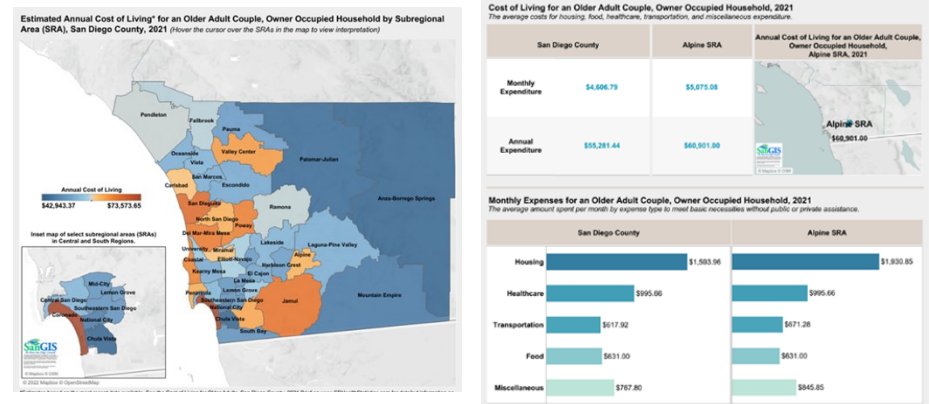 Estimated Annual Cost of Living* for an Older Adult Couple, Owner Occupied Household by Subregional
Area (SRA), San Diego County, 2021 (Hover the cursor over the SRAs in the map to view interpretation)
Pendleton
Fallbrook
Pauma
Valley Center
Palomar-Julian
Oceanside
Vista
San Marcos
Escondido
Carlsbad
Anza-Borrego Springs
San Dieguito
North San Diego
Ramona
Poway
Del Mar-Mira Mesa
Lakeside
Laguna-Pine Valley
University
Miramar
Coastal
Elliott-Navajo
Alpine
Harbison Crest
Kearny Mesa
El Cajon
La Mesa
Lemon Grove
Peninsula
Southeastern San Diego
National City
Jamul
Mountain Empire
Chula Vista
South Bay
Annual Cost of Living
$42,943.37 $73,573.65
Inset map of select subregional areas (SRAs)
in Central and South Regions.
Mid-City
Lemon Grove
Central San Diego
Southeastern San Diego
Coronado
National City
Chula Vista
SanGIS
© Mapbox © OSM
© 2022 Mapbox © OpenStreetMap
Cost of Living for an Older Adult Couple, Owner Occupied Household, 2021
The average costs for housing, food, healthcare, transportation, and miscellaneous expenditure.
San Diego County
Alpine SRA
Annual Cost of Living for an Older Adult Couple,
Owner Occupied Household,
Alpine SRA, 2021
Monthly
Expenditure
$4,606.79
$5,075.08
Annual
Expenditure
$55,281.44
$60,901.00
Alpine SRA
$60,901.00
SanGIS
© Mapbox © OSM
Monthly Expenses for an Older Adult Couple, Owner Occupied Household, 2021
The average amount spent per month by expense type to meet basic necessities without public or private assistance.
San Diego County Alpine SRA
Housing $1,593.96 $1,930.85
Healthcare $995.66 $995.66
Transportation $617.92 $671.28
Food $631.00 $631.00
Miscellaneous $767.80 $845.85